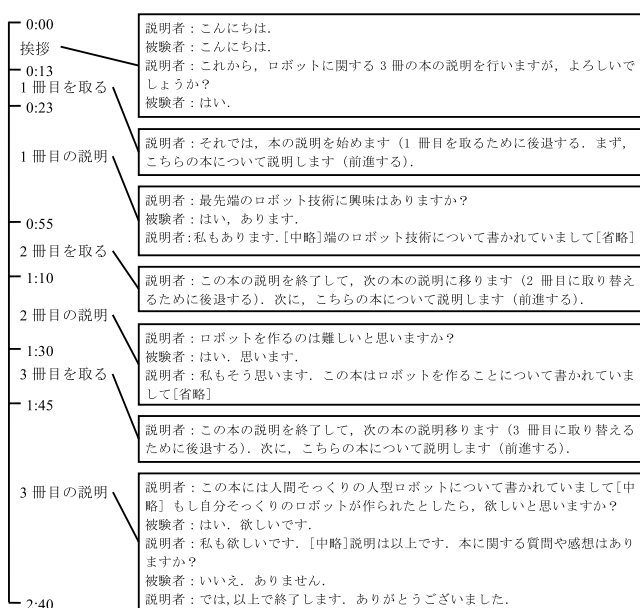 0:00
挨拶
0:13
1 冊目を取る
0:23
1 冊目の説明
0:55
2 冊目を取る
1:10
2 冊目の説明
1:30
3 冊目を取る
1:45
3 冊目の説明
2:40
説明者：こんにちは．
被験者：こんにちは．
説明者：これから，ロボットに関する 3 冊の本の説明を行いますが，よろしいで
しょうか？
被験者：はい．
説明者：それでは，本の説明を始めます（1 冊目を取るために後退する．まず，
こちらの本について説明します（前進する）．
説明者：最先端のロボット技術に興味はありますか？
被験者：はい，あります．
説明者：私もあります．[中略]端のロボット技術について書かれていまして[省略]
説明者：この本の説明を終了して，次の本の説明に移ります（2 冊目に取り替え
るために後退する）．次に，こちらの本について説明します（前進する）．
説明者：ロボットを作るのは難しいと思いますか？
被験者：はい．思います．
説明者：私もそう思います．この本はロボットを作ることについて書かれていま
して[省略]
説明者：この本の説明を終了して，次の本の説明移ります（3 冊目に取り替える
ために後退する）．次に，こちらの本について説明します（前進する）．
説明者：この本には人間そっくりの人型ロボットについて書かれていまして[中
略] もし自分そっくりのロボットが作られたとしたら，欲しいと思いますか？
被験者：はい．欲しいです．
説明者：私も欲しいです．[中略]説明は以上です．本に関する質問や感想はあり
ますか？
被験者：いいえ．ありません．
説明者：では,以上で終了します．ありがとうございました．